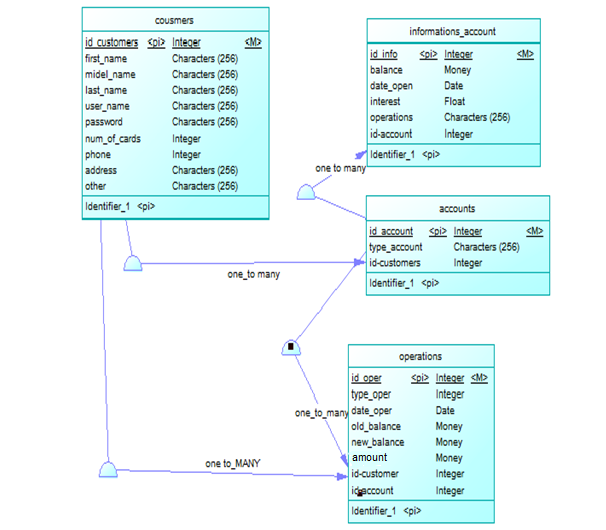 cousmers
id_customers <pi> Integer <M>
first_name Characters (256)
midel_name Characters (256)
last_name Characters (256)
user_name Characters (256)
password Characters (256)
num_of_cards Integer
phone Integer
address Characters (256)
other Characters (256)
Identifier_1 <pi>
informations_account
id_info <pi> Integer <M>
balance Money
date_open Date
interest Float
operations Characters (256)
id-account Integer
Identifier_1 <pi>
one to many
accounts
id_account <pi> Integer <M>
type_account Characters (256)
id-customers Integer
Identifier_1 <pi>
one_to many
operations
id_oper <pi> Integer <M>
type_oper Integer
date_oper Date
old_balance Money
new_balance Money
amount Money
id-customer Integer
id-account Integer
Identifier_1 <pi>
one_to_many
one to_MANY